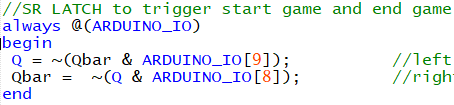 //SR LATCH to trigger start game and end game
always @(ARDUINO_IO)
begin
Q = ~(Qbar & ARDUINO_IO[9]); //left
Qbar = ~(Q & ARDUINO_IO[8]); //righ
end